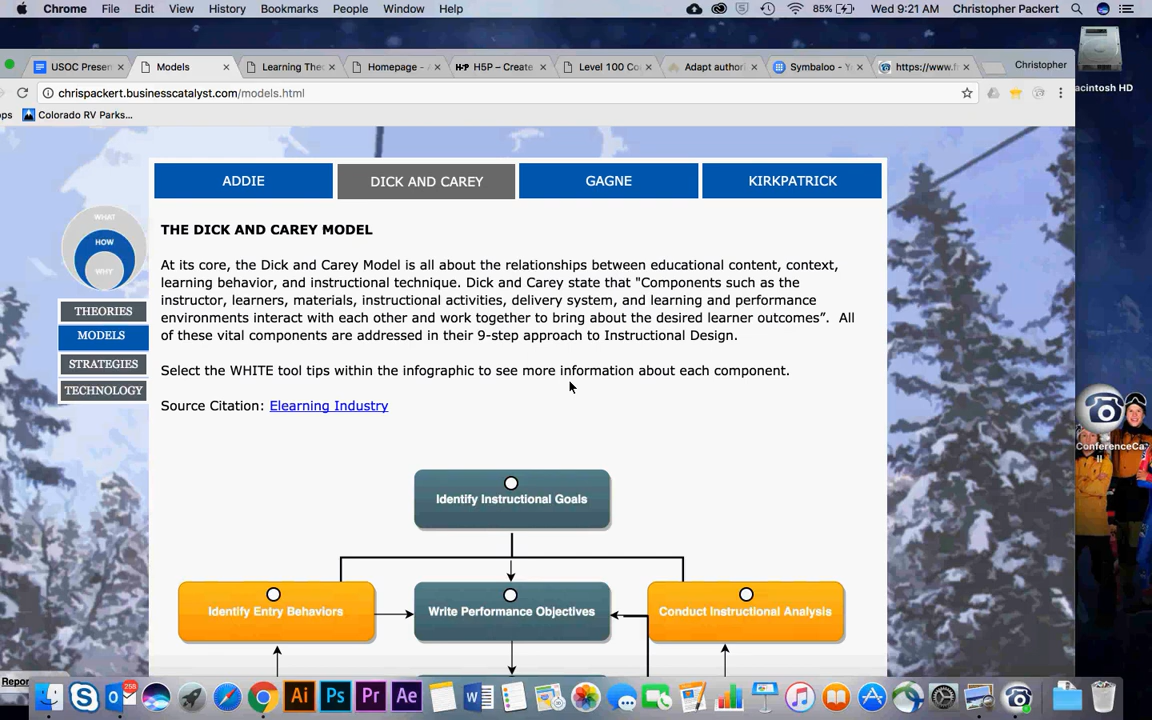 Chrome File Edit View History Bookmarks People Window Help 85% Wed 9:21 AM Christopher Packert
USOC Presen Models Learning The Homepage - A H-P H5P – Create Level 100 Co Adapt author Symbaloo - Y https://www.f Christopher
chrispackert.businesscatalyst.com/models.html
ps Colorado RV Parks...
acintosh HD
ADDIE DICK AND CAREY GAGNE KIRKPATRICK
WHAT
HOW
WHY
THEORIES
MODELS
STRATEGIES
TECHNOLOGY
THE DICK AND CAREY MODEL
At its core, the Dick and Carey Model is all about the relationships between educational content, context,
learning behavior, and instructional technique. Dick and Carey state that "Components such as the
instructor, learners, materials, instructional activities, delivery system, and learning and performance
environments interact with each other and work together to bring about the desired learner outcomes”. All
of these vital components are addressed in their 9-step approach to Instructional Design.
Select the WHITE tool tips within the infographic to see more information about each component.
Source Citation: Elearning Industry
Identify Instructional Goals
Identify Entry Behaviors Write Performance Objectives Conduct Instructional Analysis
ConferenceCa
ll
Repor
258
Ai Ps Pr Ae